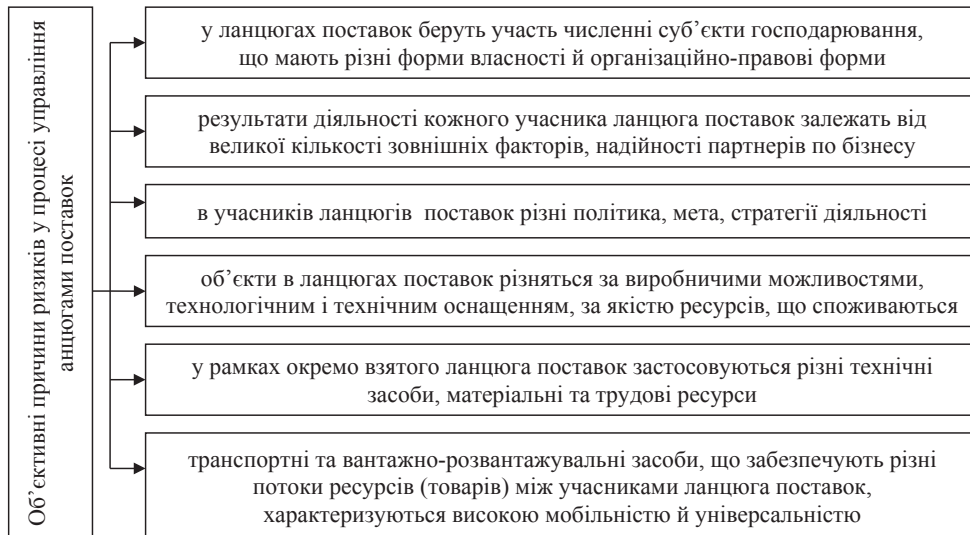 Об’єктивні причини ризиків у процесі управління
анцюгами поставок
у ланцюгах поставок беруть участь численні суб’єкти господарювання,
що мають різні форми власності й організаційно-правові форми
результати діяльності кожного учасника ланцюга поставок залежать від
великої кількості зовнішніх факторів, надійності партнерів по бізнесу
в учасників ланцюгів поставок різні політика, мета, стратегії діяльності
об’єкти в ланцюгах поставок різняться за виробничими можливостями,
технологічним і технічним оснащенням, за якістю ресурсів, що споживаються
у рамках окремо взятого ланцюга поставок застосовуються різні технічні
засоби, матеріальні та трудові ресурси
транспортні та вантажно-розвантажувальні засоби, що забезпечують різні
потоки ресурсів (товарів) між учасниками ланцюга поставок,
характеризуються високою мобільністю й універсальністю